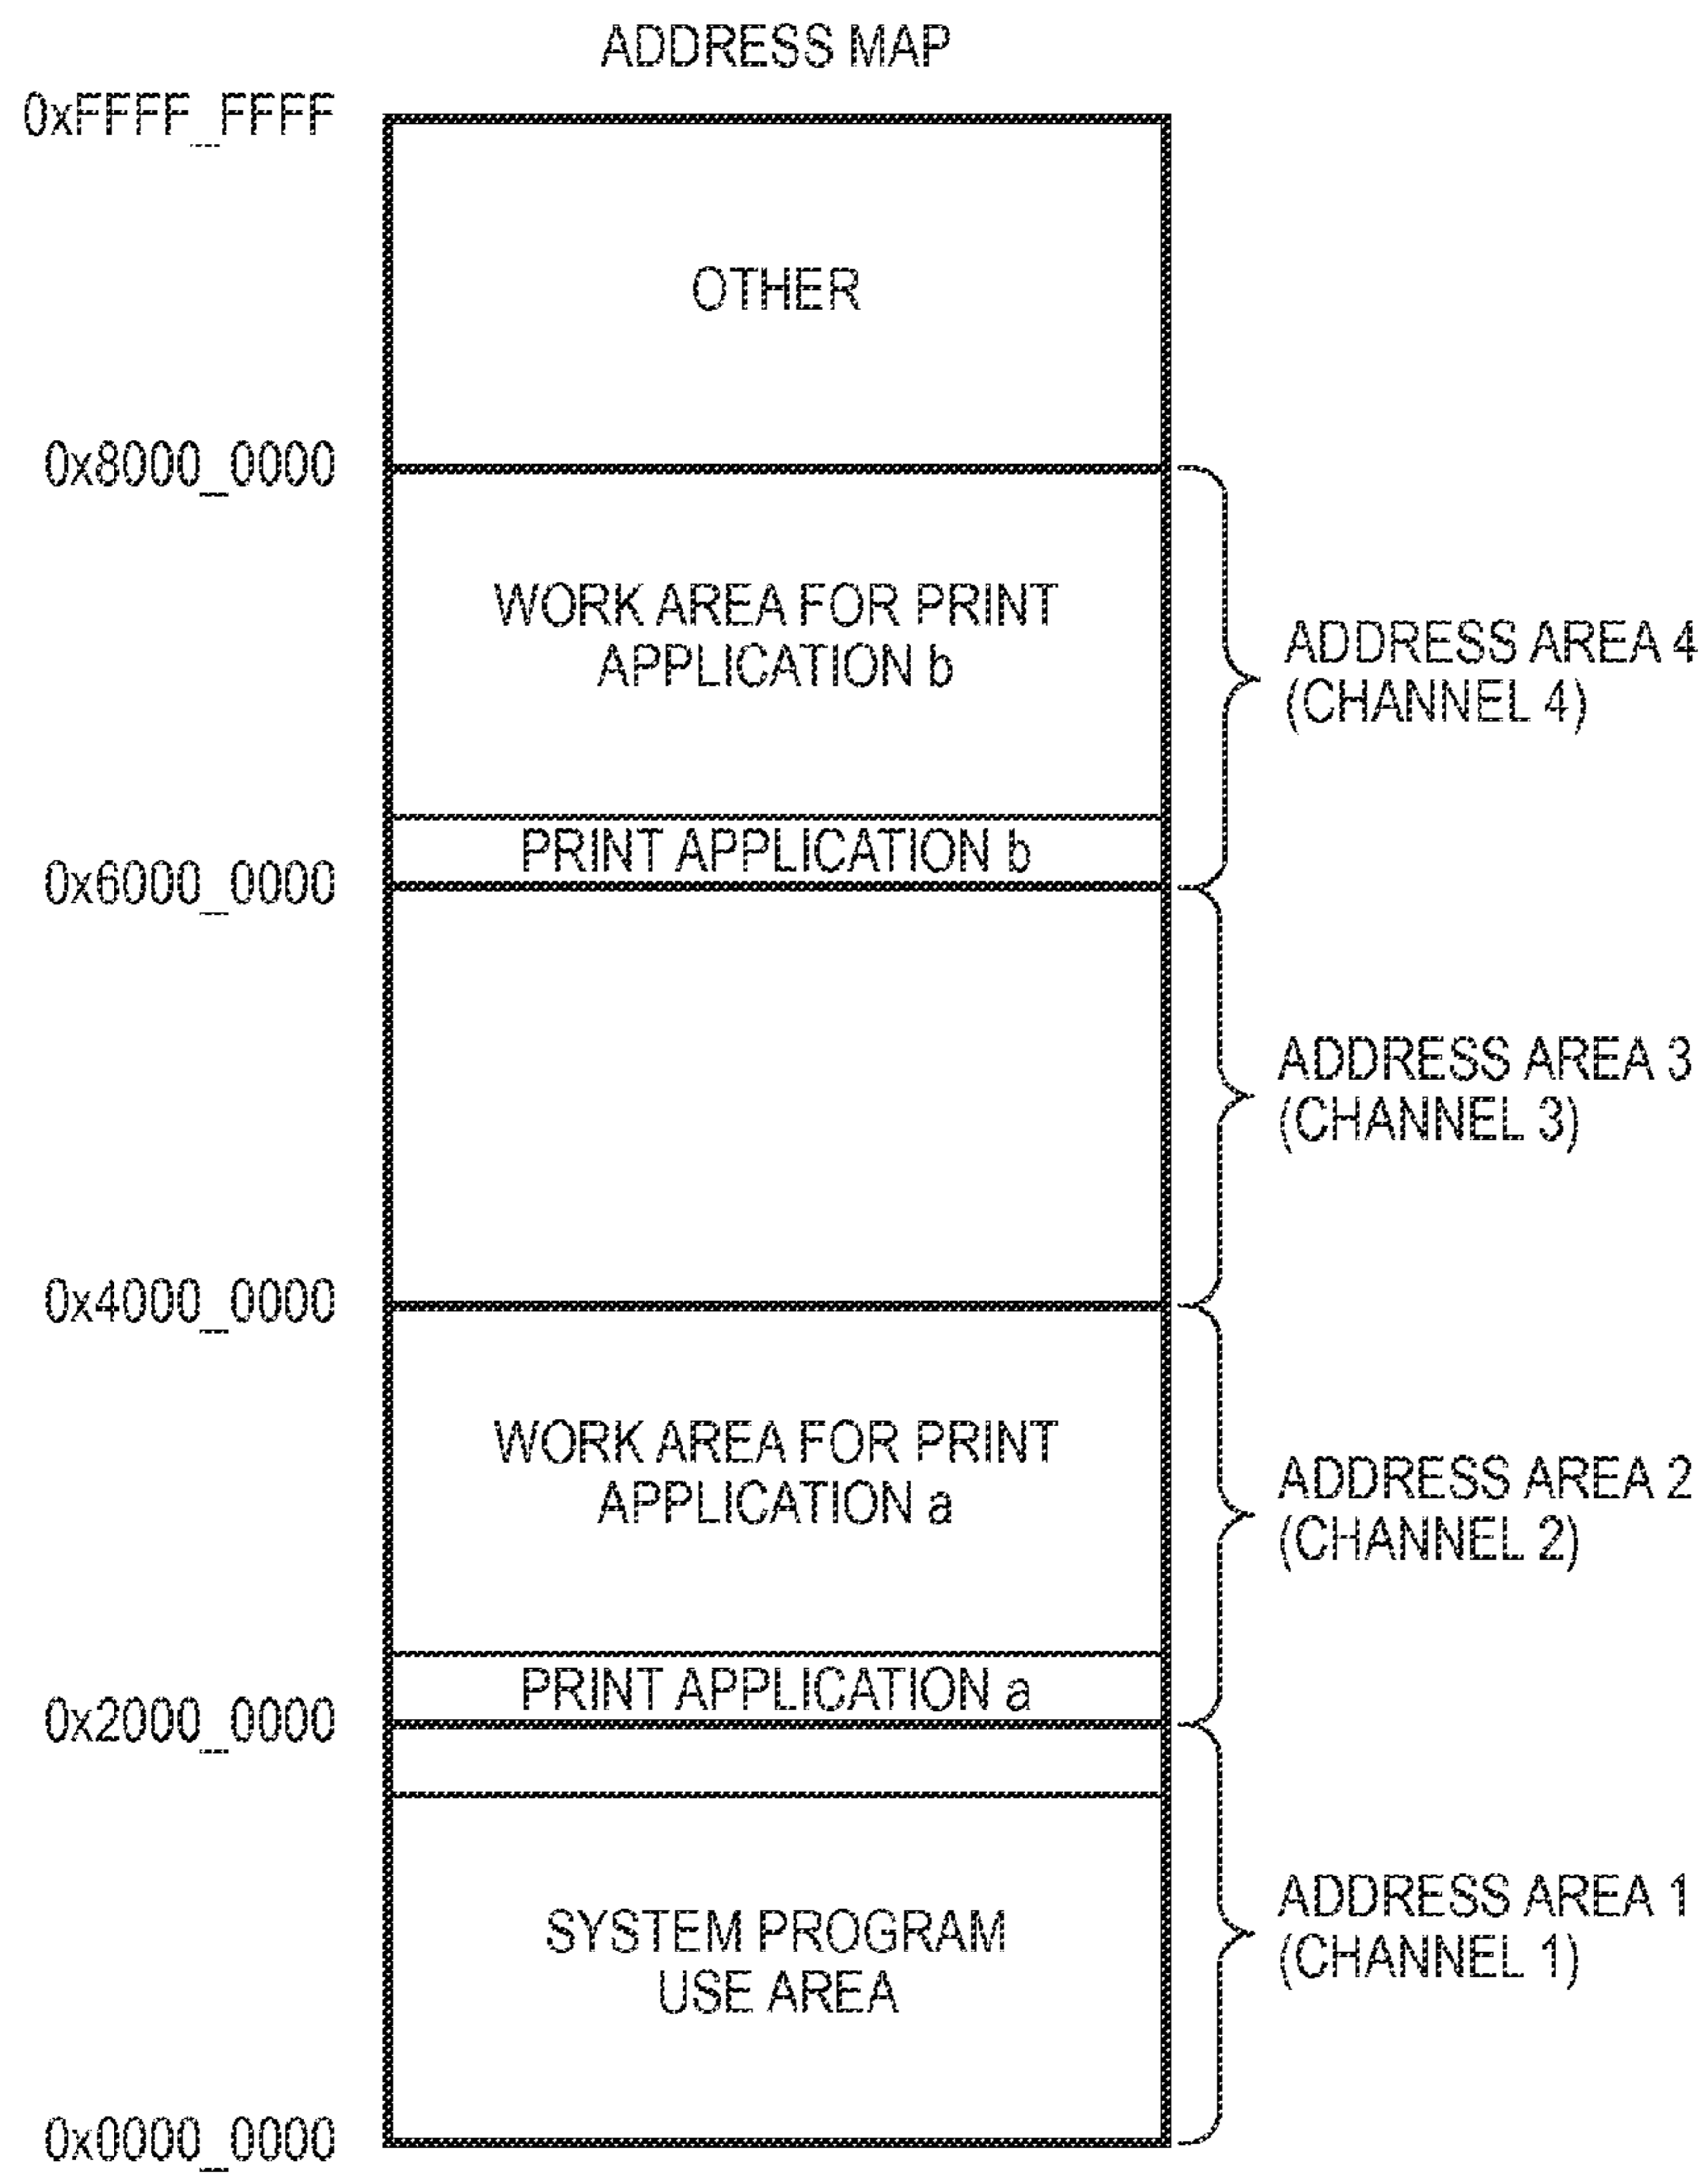 ADDRESS MAP
0xFFFF_FFFF
OTHER
0x8000_0000
WORK AREA FOR PRINT
APPLICATION b
ADDRESS AREA 4
(CHANNEL 4)
PRINT APPLICATION b
0x6000_0000
ADDRESS AREA 3
(CHANNEL 3)
0x4000_0000
WORK AREA FOR PRINT
APPLICATION a
ADDRESS AREA 2
(CHANNEL 2)
PRINT APPLICATION a
0x2000_0000
SYSTEM PROGRAM
USE AREA
ADDRESS AREA 1
(CHANNEL 1)
0x0000_0000